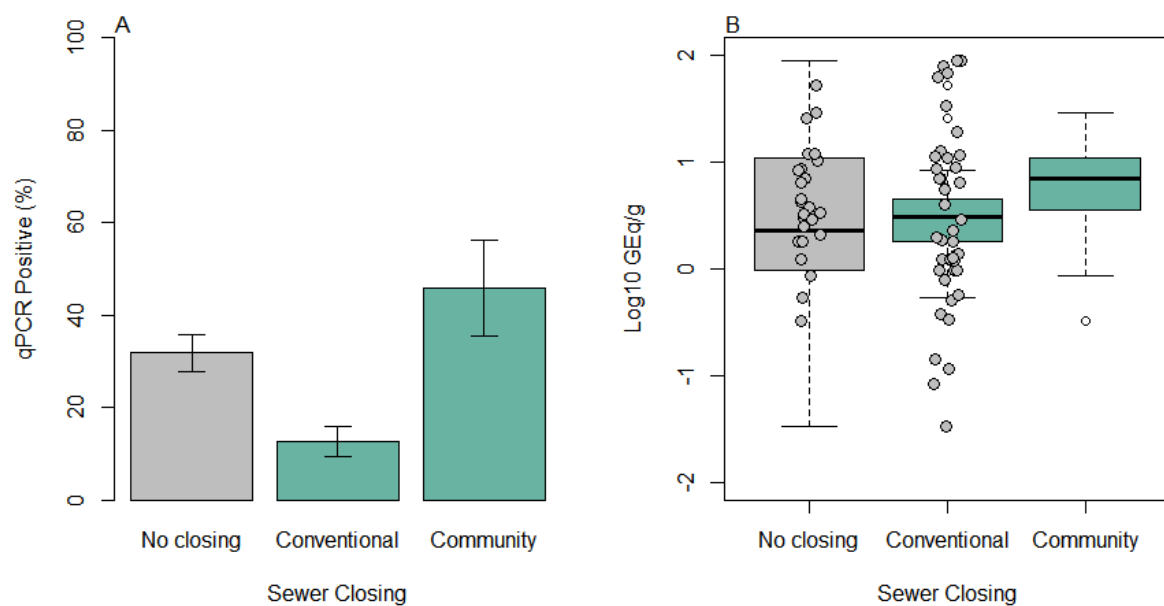 A
qPCR Positive (%)
100
80
60
40
20
0
No closing Conventional Community
Sewer Closing
B
Log10 GEq/g
2
1
0
-1
-2
No closing Conventional Community
Sewer Closing